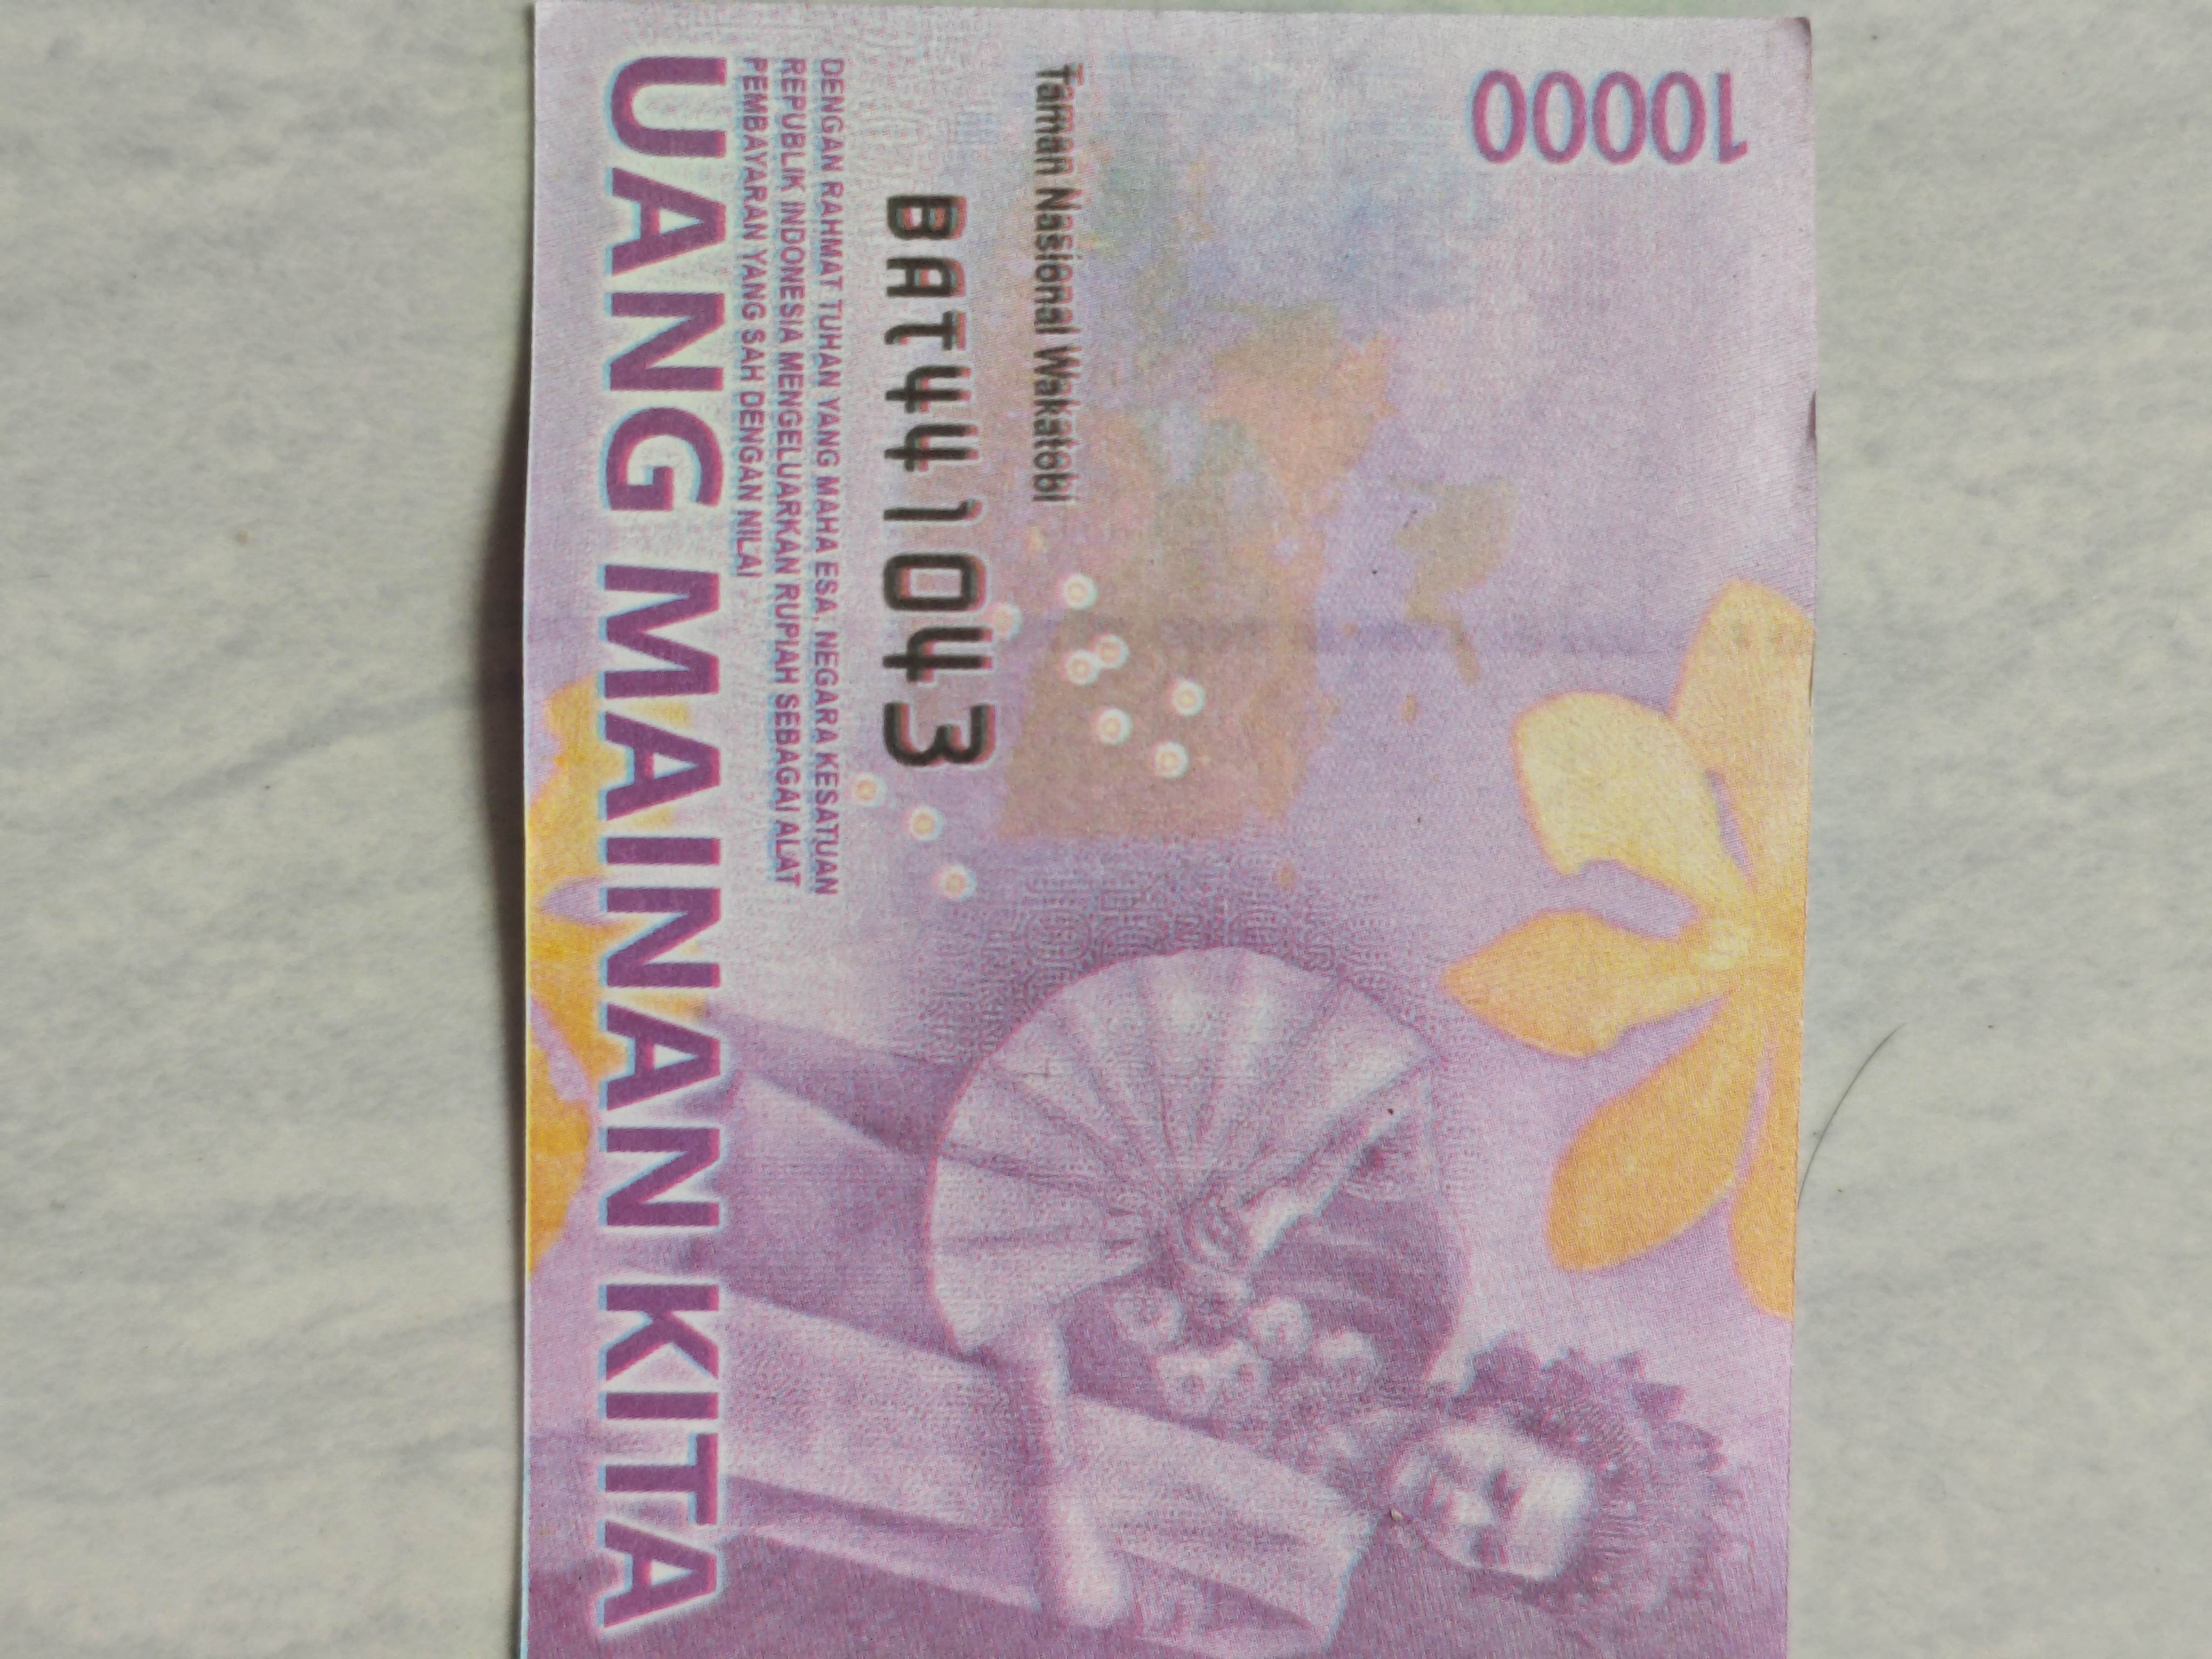 10000
Taman Nasional Wakatobi
BAT441043
DENGAN RAHMAT TUHAN YANG MAHA ESA, NEGARA KESATUAN
REPUBLIK INDONESIA MENGELUARKAN RUPIAH SEBAGAI ALAT
PEMBAYARAN YANG SAH DENGAN NILAI
UANG MAINAN KITA